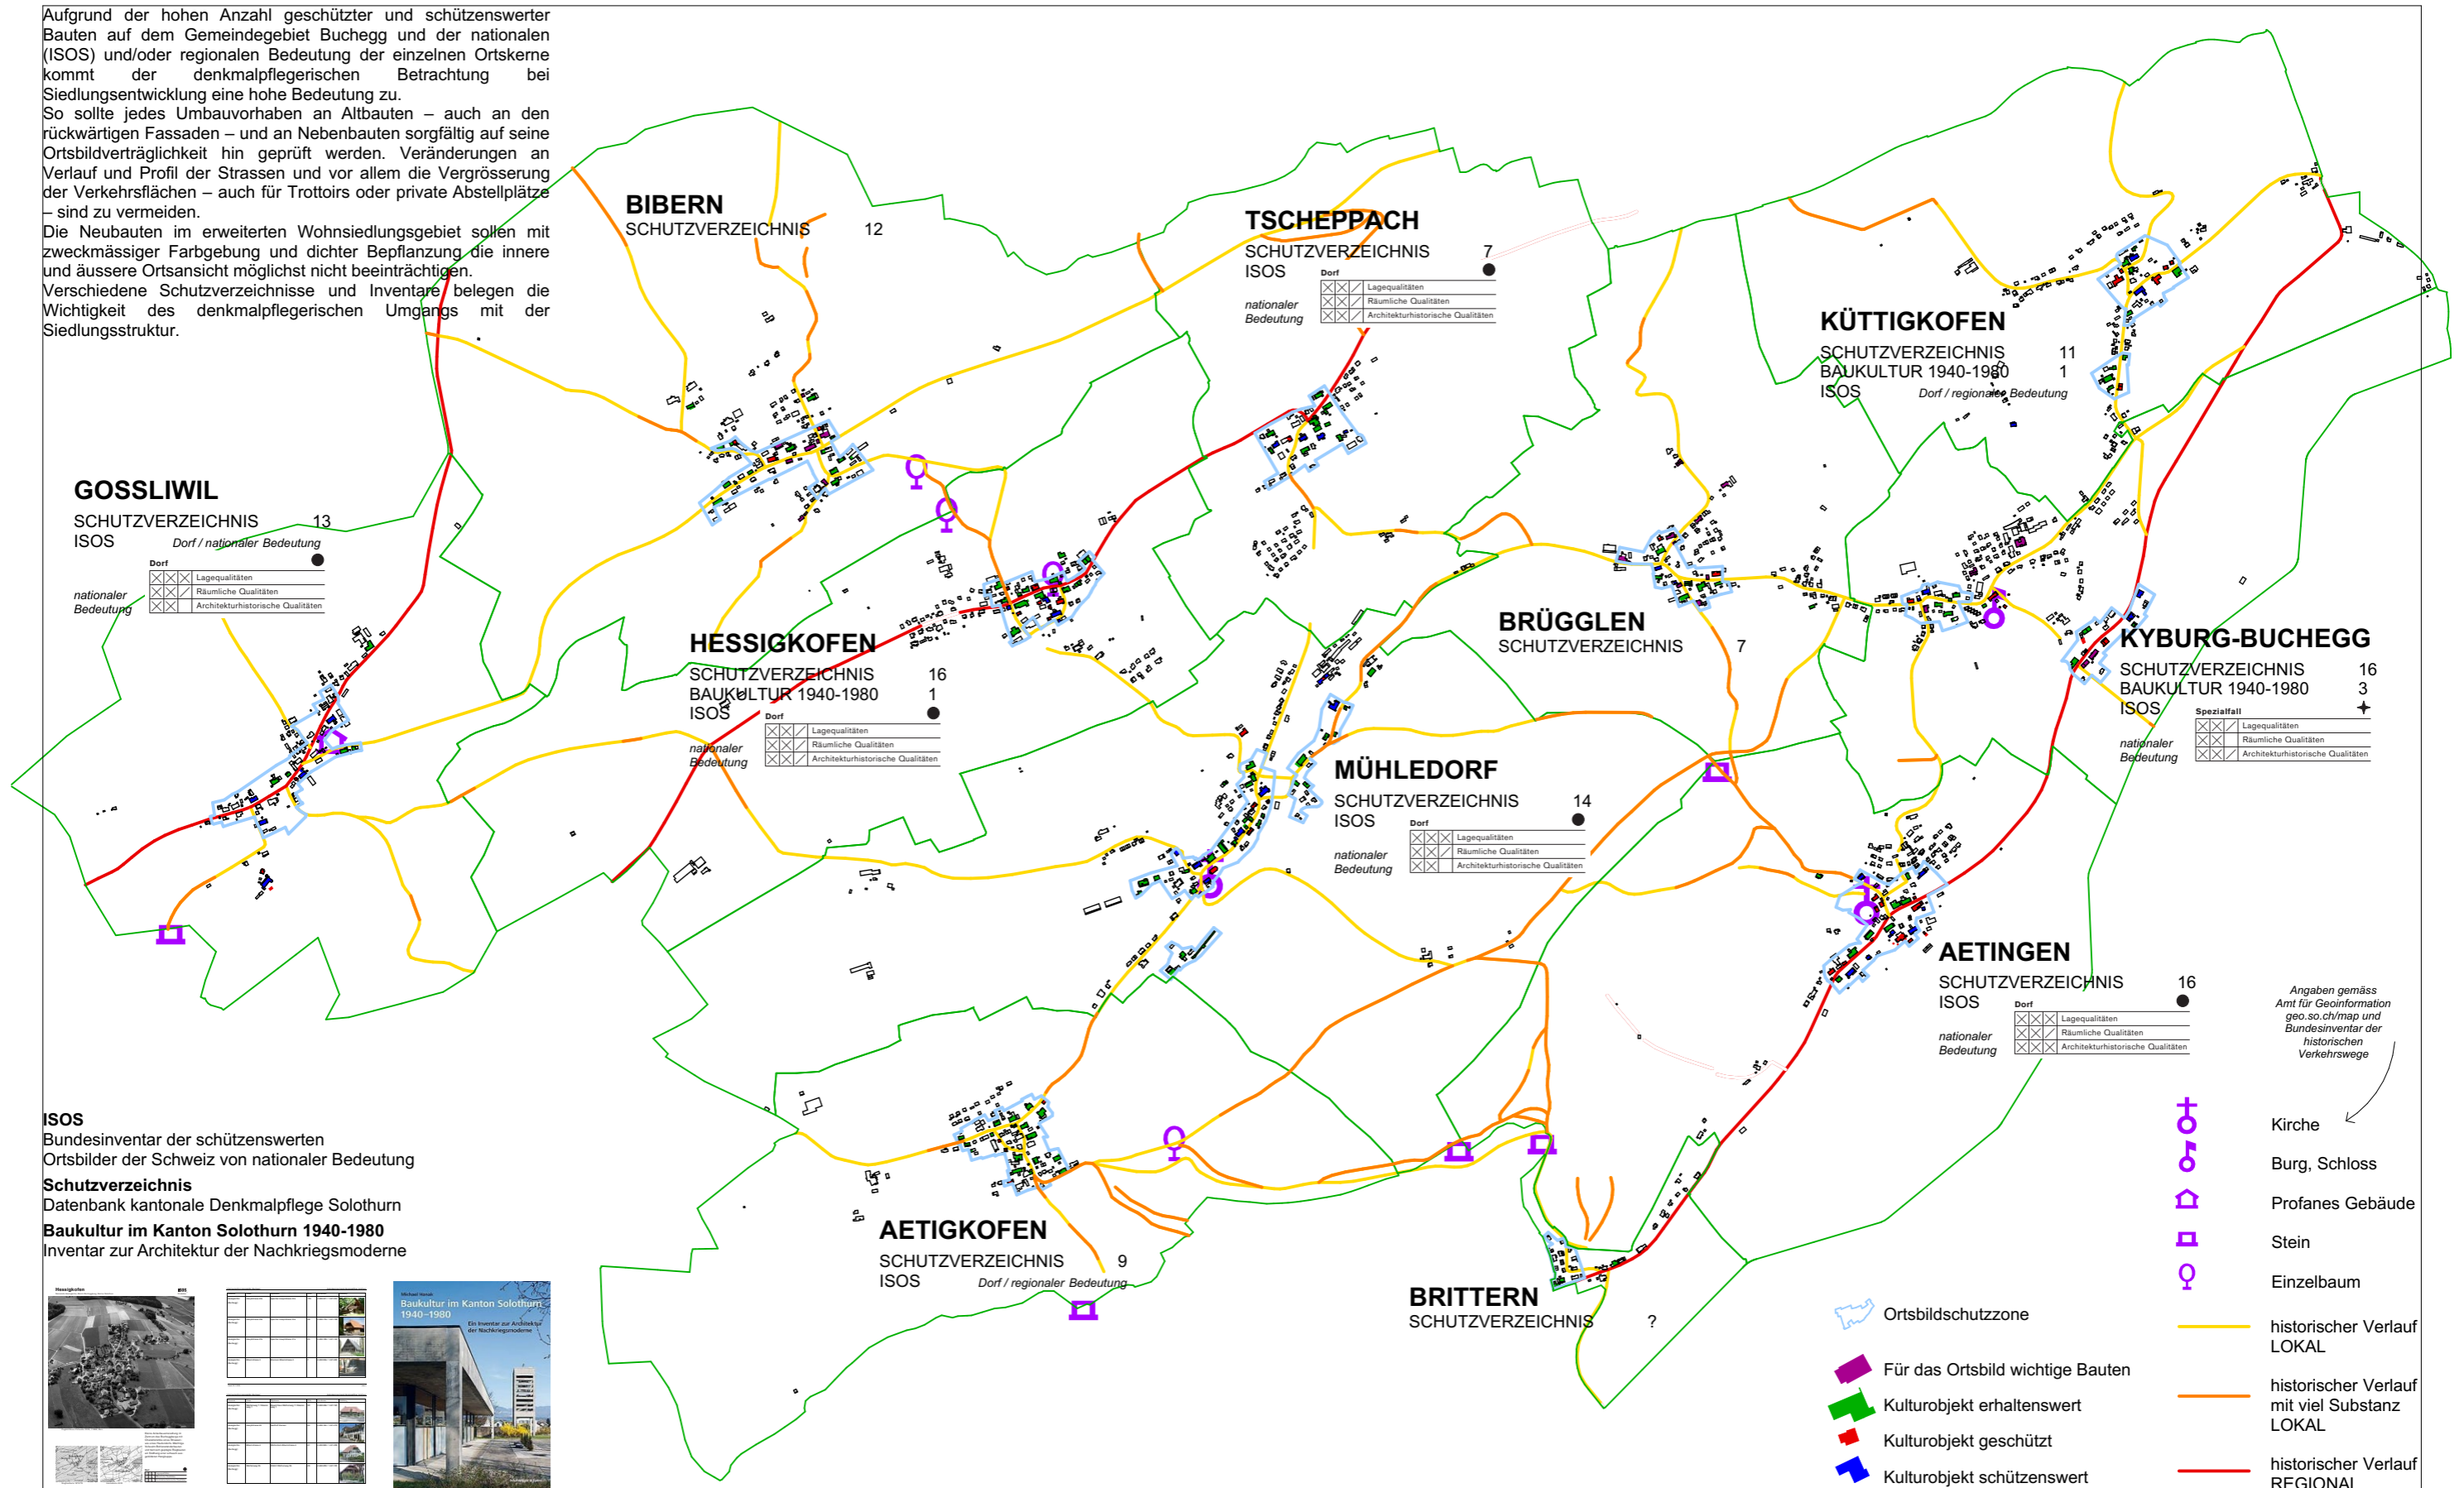 Aufgrund der hohen Anzahl geschützter und schützenswerter
Bauten auf dem Gemeindegebiet Buchegg und der nationalen
(ISOS) und/oder regionalen Bedeutung der einzelnen Ortskerne
kommt der denkmalpflegerischen Betrachtung bei
Siedlungsentwicklung eine hohe Bedeutung zu.
So sollte jedes Umbauvorhaben an Altbauten – auch an den
rückwärtigen Fassaden – und an Nebenbauten sorgfältig auf seine
Ortsbildverträglichkeit hin geprüft werden. Veränderungen an
Verlauf und Profil der Strassen und vor allem die Vergrösserung
der Verkehrsflächen – auch für Trottoirs oder private Abstellplätze
– sind zu vermeiden.
Die Neubauten im erweiterten Wohnsiedlungsgebiet sollen mit
zweckmässiger Farbgebung und dichter Bepflanzung die innere
und äussere Ortsansicht möglichst nicht beeinträchtigen.
Verschiedene Schutzverzeichnisse und Inventare belegen die
Wichtigkeit des denkmalpflegerischen Umgangs mit der
Siedlungsstruktur.
BIBERN
SCHUTZVERZEICHNIS 12
TSCHEPPACH
SCHUTZVERZEICHNIS 7
ISOS
Dorf
nationaler
Bedeutung
Lagequalitäten
Räumliche Qualitäten
Architekturhistorische Qualitäten
KÜTTIGKOFEN
SCHUTZVERZEICHNIS 11
BAUKULTUR 1940-1980 1
ISOS Dorf / regionaler Bedeutung
GOSSLIWIL
SCHUTZVERZEICHNIS 13
ISOS Dorf / nationaler Bedeutung
Dorf
nationaler
Bedeutung
Lagequalitäten
Räumliche Qualitäten
Architekturhistorische Qualitäten
HESSIGKOFEN
SCHUTZVERZEICHNIS 16
BAUKULTUR 1940-1980 1
ISOS
Dorf
nationaler
Bedeutung
Lagequalitäten
Räumliche Qualitäten
Architekturhistorische Qualitäten
BRÜGGLEN
SCHUTZVERZEICHNIS 7
KYBURG-BUCHEGG
SCHUTZVERZEICHNIS 16
BAUKULTUR 1940-1980 3
ISOS
Spezialfall
nationaler
Bedeutung
Lagequalitäten
Räumliche Qualitäten
Architekturhistorische Qualitäten
MÜHLEDORF
SCHUTZVERZEICHNIS 14
ISOS
Dorf
nationaler
Bedeutung
Lagequalitäten
Räumliche Qualitäten
Architekturhistorische Qualitäten
AETINGEN
SCHUTZVERZEICHNIS 16
ISOS
Dorf
nationaler
Bedeutung
Lagequalitäten
Räumliche Qualitäten
Architekturhistorische Qualitäten
Angaben gemäss
Amt für Geoinformation
geo.so.ch/map und
Bundesinventar der
historischen
Verkehrswege
ISOS
Bundesinventar der schützenswerten
Ortsbilder der Schweiz von nationaler Bedeutung
Schutzverzeichnis
Datenbank kantonale Denkmalpflege Solothurn
Baukultur im Kanton Solothurn 1940-1980
Inventar zur Architektur der Nachkriegsmoderne
AETIGKOFEN
SCHUTZVERZEICHNIS 9
ISOS Dorf / regionaler Bedeutung
BRITTERN
SCHUTZVERZEICHNIS ?
Hessigkofen
ISOS
Michael Hanak
Baukultur im Kanton Solothurn
1940–1980
Ein Inventar zur Architektur
der Nachkriegsmoderne
Ortsbildschutzzone
Für das Ortsbild wichtige Bauten
Kulturobjekt erhaltenswert
Kulturobjekt geschützt
Kulturobjekt schützenswert
Kirche
Burg, Schloss
Profanes Gebäude
Stein
Einzelbaum
historischer Verlauf
LOKAL
historischer Verlauf
mit viel Substanz
LOKAL
historischer Verlauf
REGIONAL